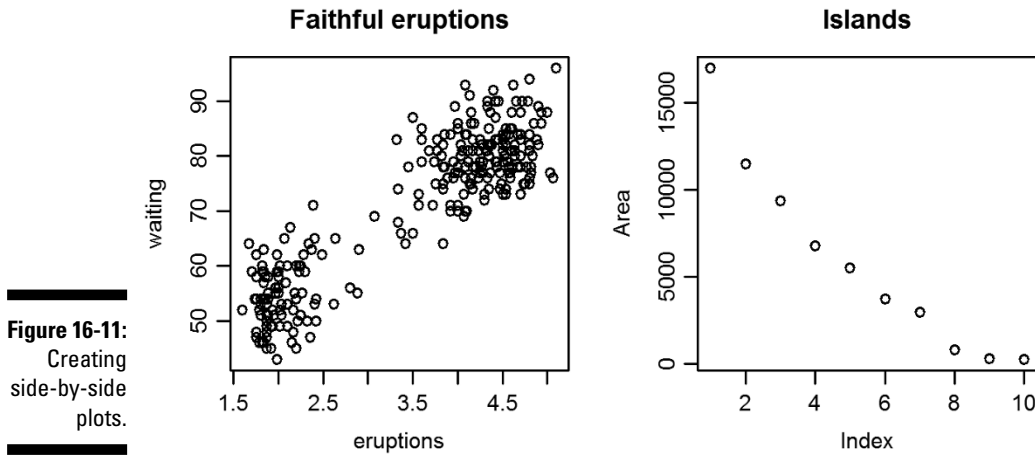 Faithful eruptions
90
80
70
60
50
waiting
1.5 2.5 3.5 4.5
eruptions
Islands
15000
10000
5000
0
Area
2 4 6 8 10
Index
Figure 16-11:
Creating
side-by-side
plots.